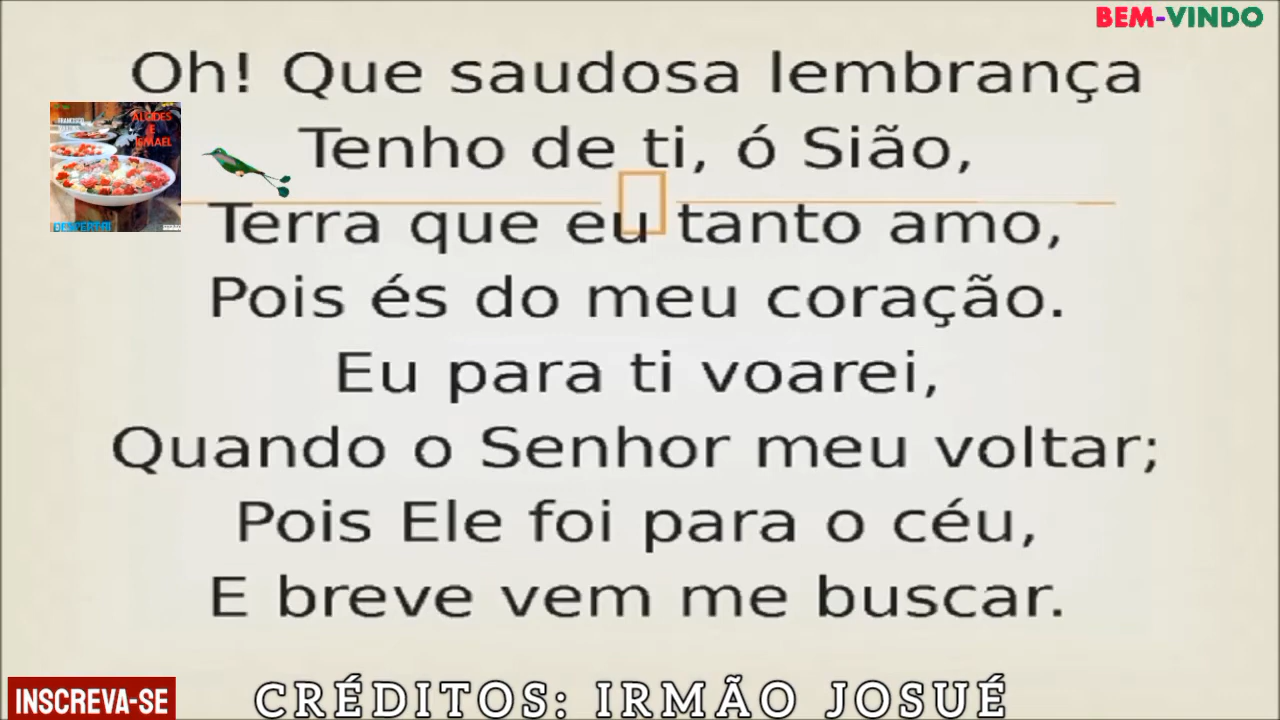 BEM-VINDO
Oh! Que saudosa lembrança
Tenho de ti, ó Sião,
Terra que eu tanto amo,
Pois és do meu coração.
Eu para ti voarei,
Quando o Senhor meu voltar;
Pois Ele foi para o céu,
E breve vem me buscar.
ALCIDES
E
ISMAEL
INSCREVA-SE
CRÉDITOS: IRMÃO JOSUÉ